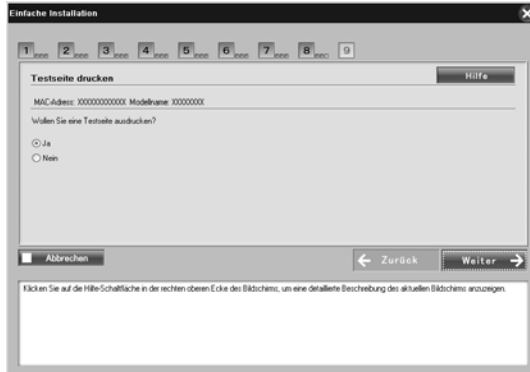 Einfache Installation
1 2 3 4 5 6 7 8 9
Testseite drucken
Hilfe
MAC-Adress: XXXXXXXXXXXX Modellname: XXXXXXXX
Wollen Sie eine Testseite ausdrucken?
Ja
Nein
Abbrechen
Zurück
Weiter
Klicken Sie auf die Hilfe-Schaltfläche in der rechten oberen Ecke des Bildschirms, um eine detaillierte Beschreibung des aktuellen Bildschirms anzuzeigen.